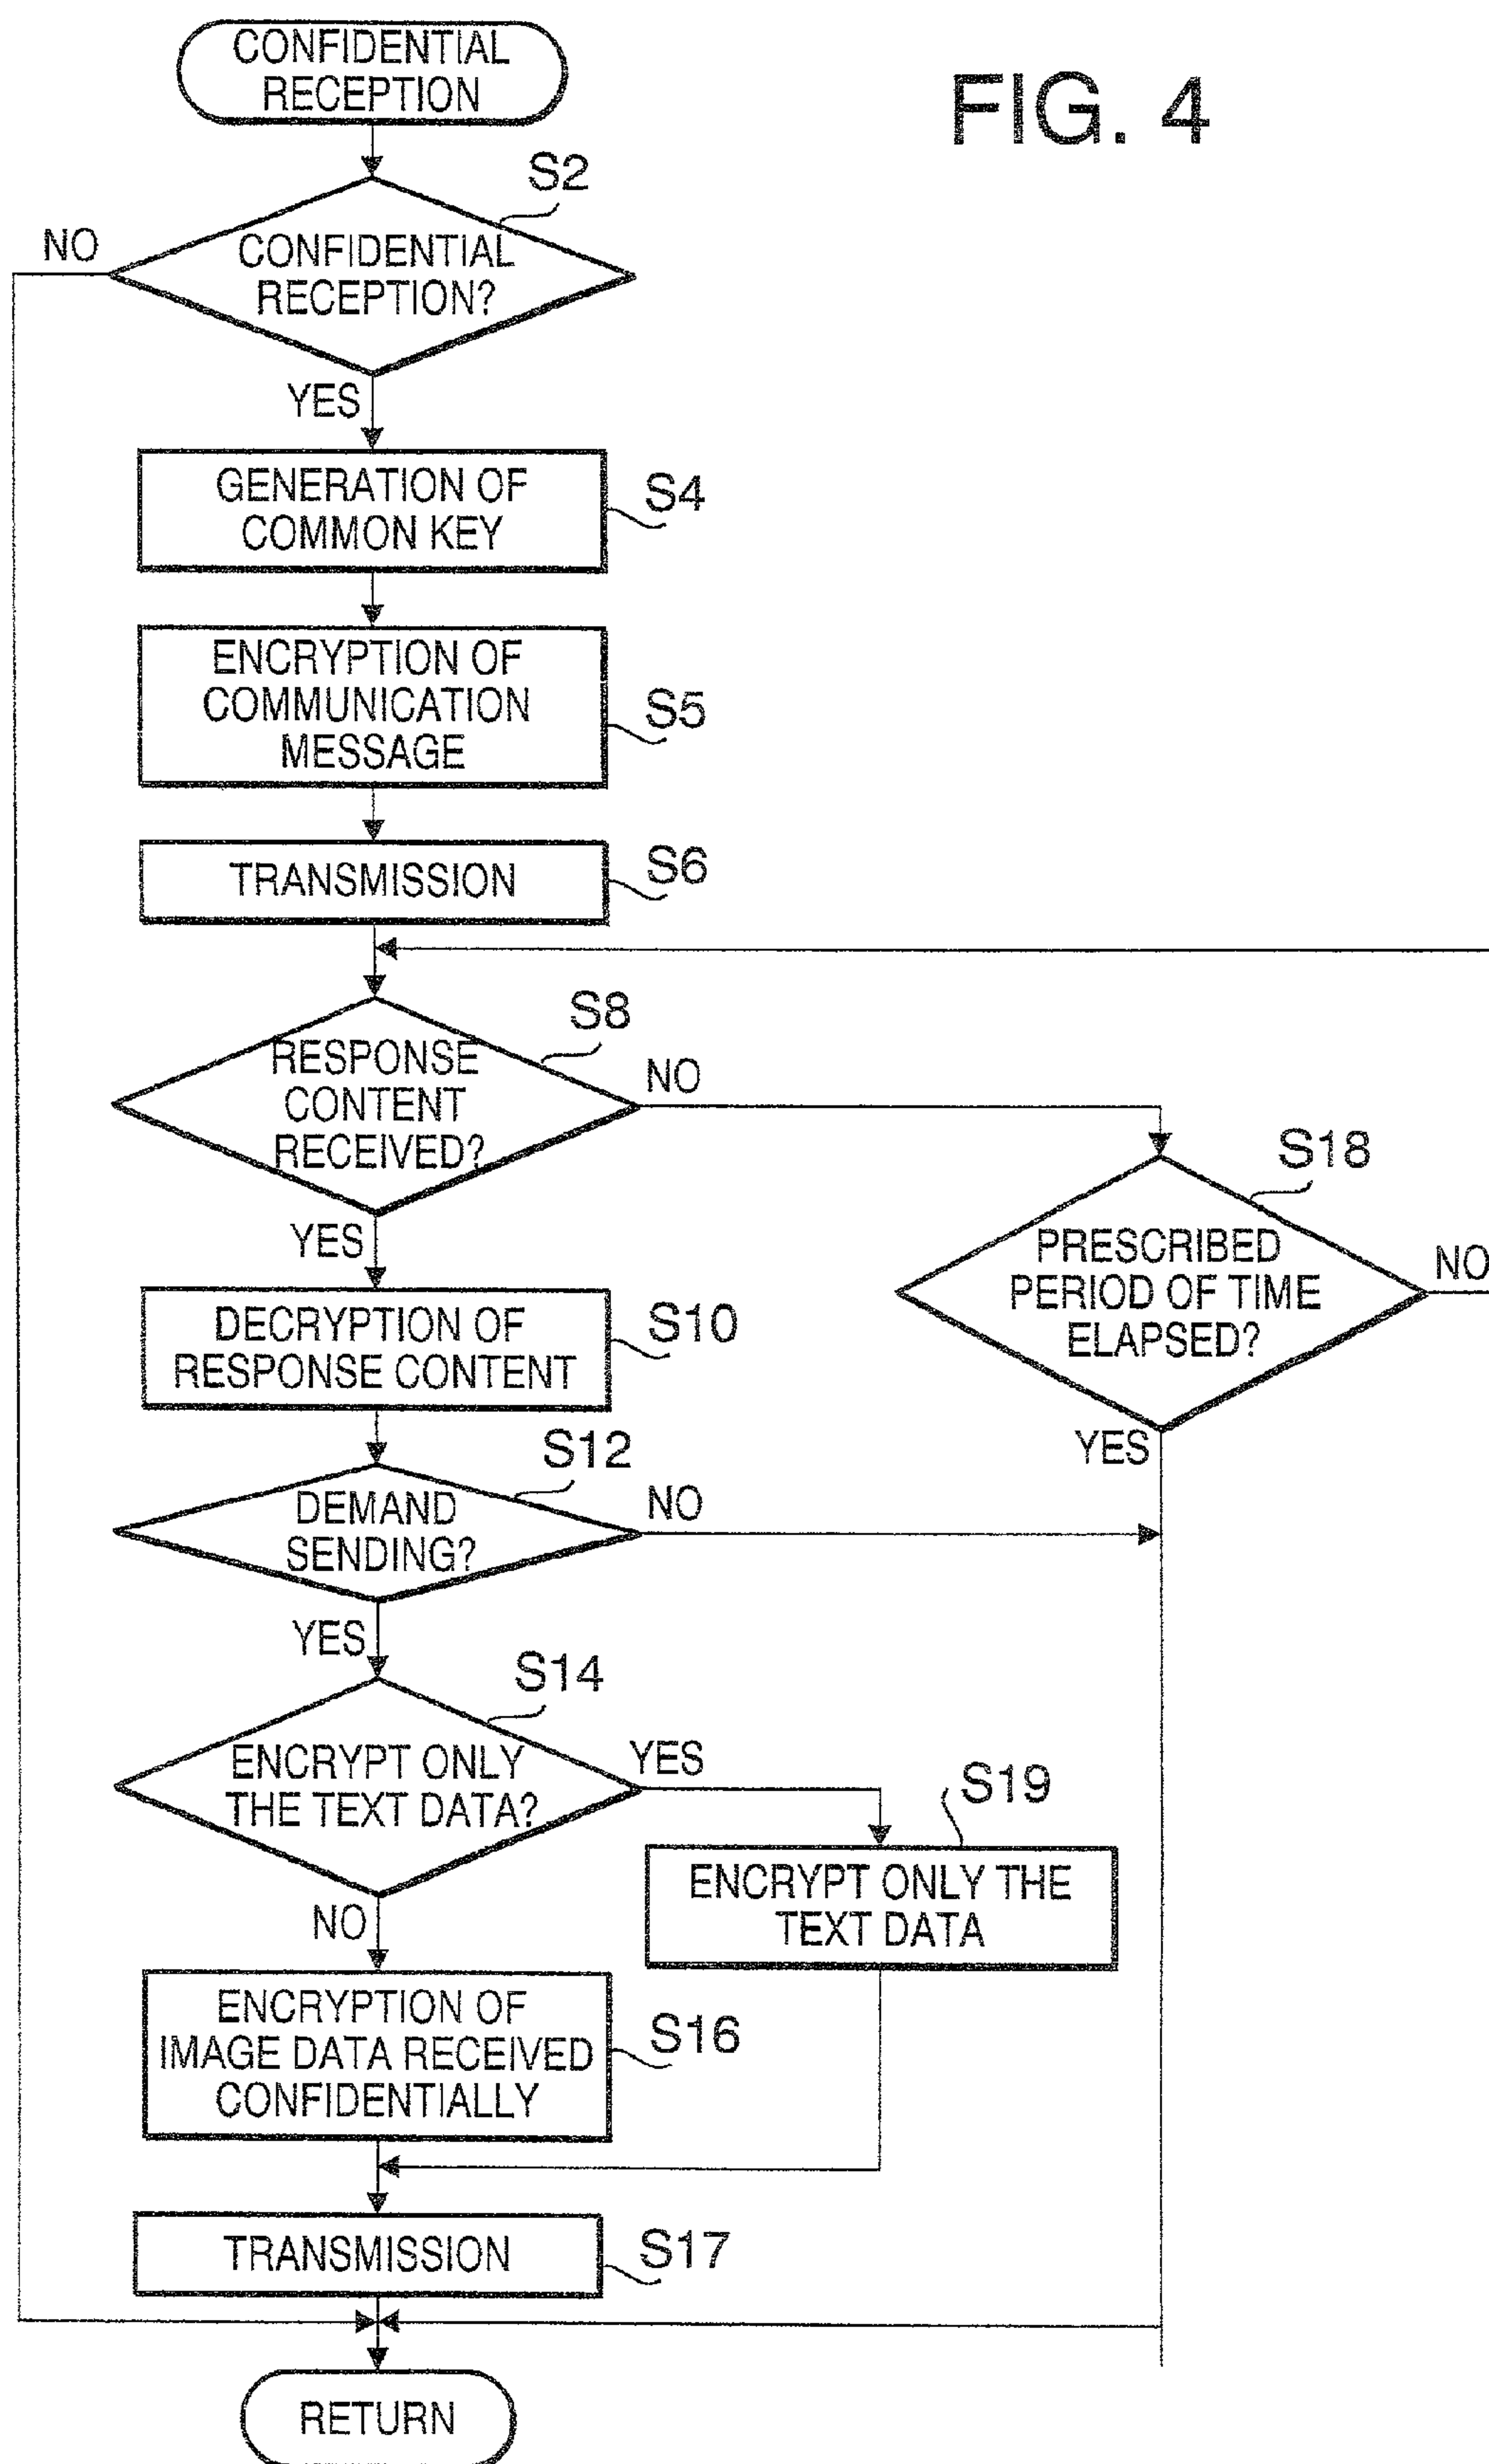 CONFIDENTIAL
RECEPTION
FIG. 4
S2
NO
CONFIDENTIAL
RECEPTION?
YES
GENERATION OF
COMMON KEY
S4
ENCRYPTION OF
COMMUNICATION
MESSAGE
S5
TRANSMISSION
S6
S8
RESPONSE
CONTENT
RECEIVED?
NO
S18
PRESCRIBED
PERIOD OF TIME
ELAPSED?
NO
YES
YES
DECRYPTION OF
RESPONSE CONTENT
S10
S12
DEMAND
SENDING?
NO
YES
S14
ENCRYPT ONLY
THE TEXT DATA?
YES
S19
ENCRYPT ONLY THE
TEXT DATA
NO
ENCRYPTION OF
IMAGE DATA RECEIVED
CONFIDENTIALLY
S16
TRANSMISSION
S17
RETURN